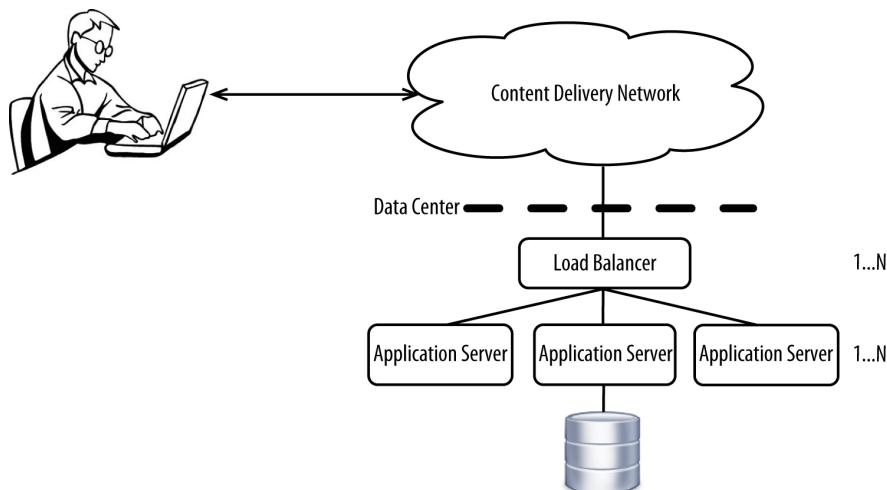 Content Delivery Network
Data Center
Load Balancer
1...N
Application Server
Application Server
Application Server
1...N